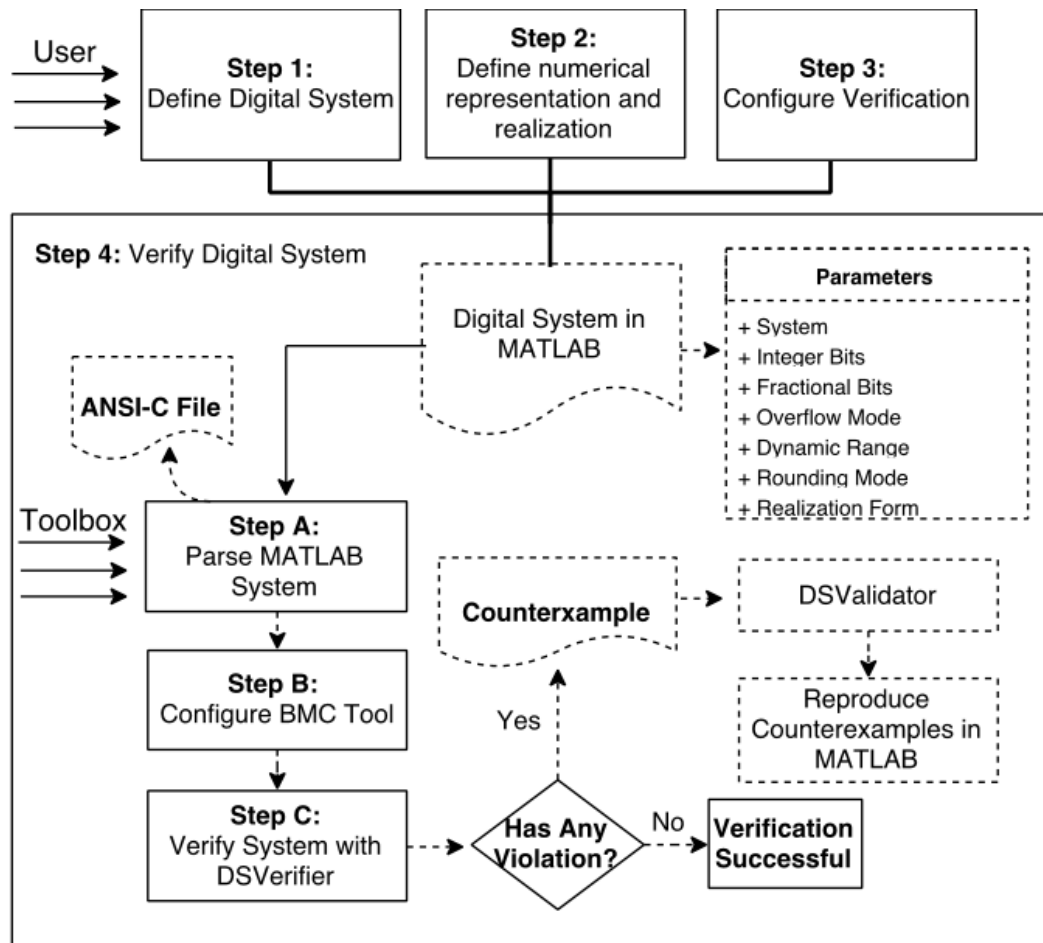 User
Step 1:
Define Digital System
Step 2:
Define numerical
representation and
realization
Step 3:
Configure Verification
Step 4: Verify Digital System
Digital System in
MATLAB
Parameters
+ System
+ Integer Bits
+ Fractional Bits
+ Overflow Mode
+ Dynamic Range
+ Rounding Mode
+ Realization Form
ANSI-C File
Toolbox
Step A:
Parse MATLAB
System
Step B:
Configure BMC Tool
Step C:
Verify System with
DSVerifier
Has Any
Violation?
Yes
No
Counterxample
DSValidator
Reproduce
Counterexamples in
MATLAB
Verification
Successful